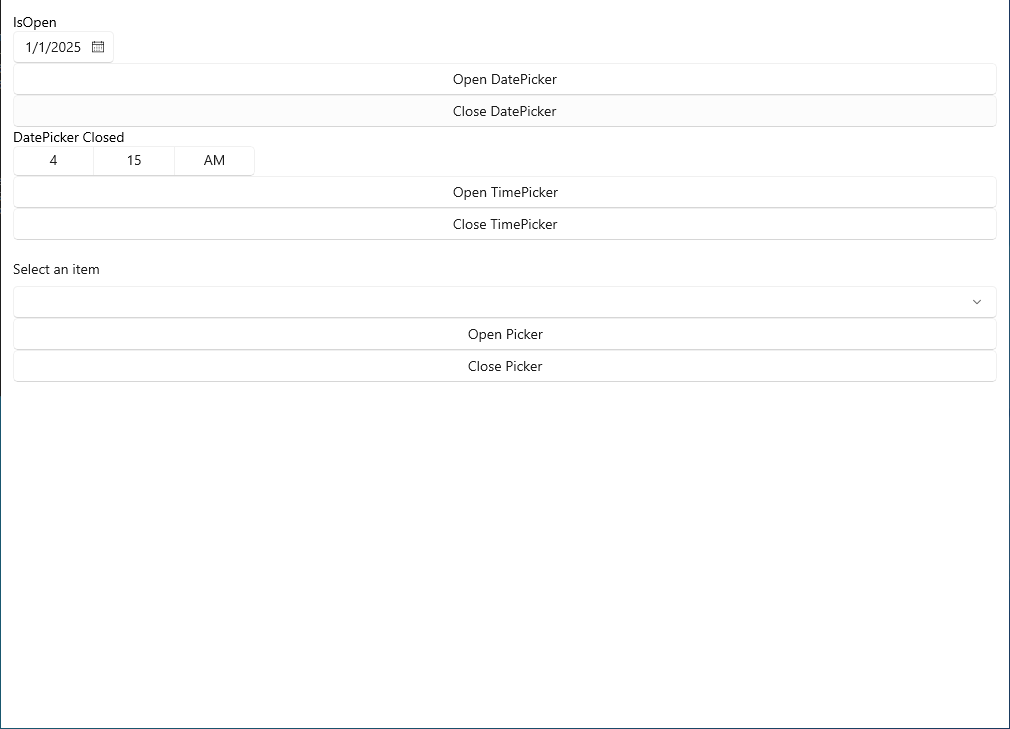 IsOpen
1/1/2025
Open DatePicker
Close DatePicker
DatePicker Closed
4 15 AM
Open TimePicker
Close TimePicker
Select an item
Open Picker
Close Picker